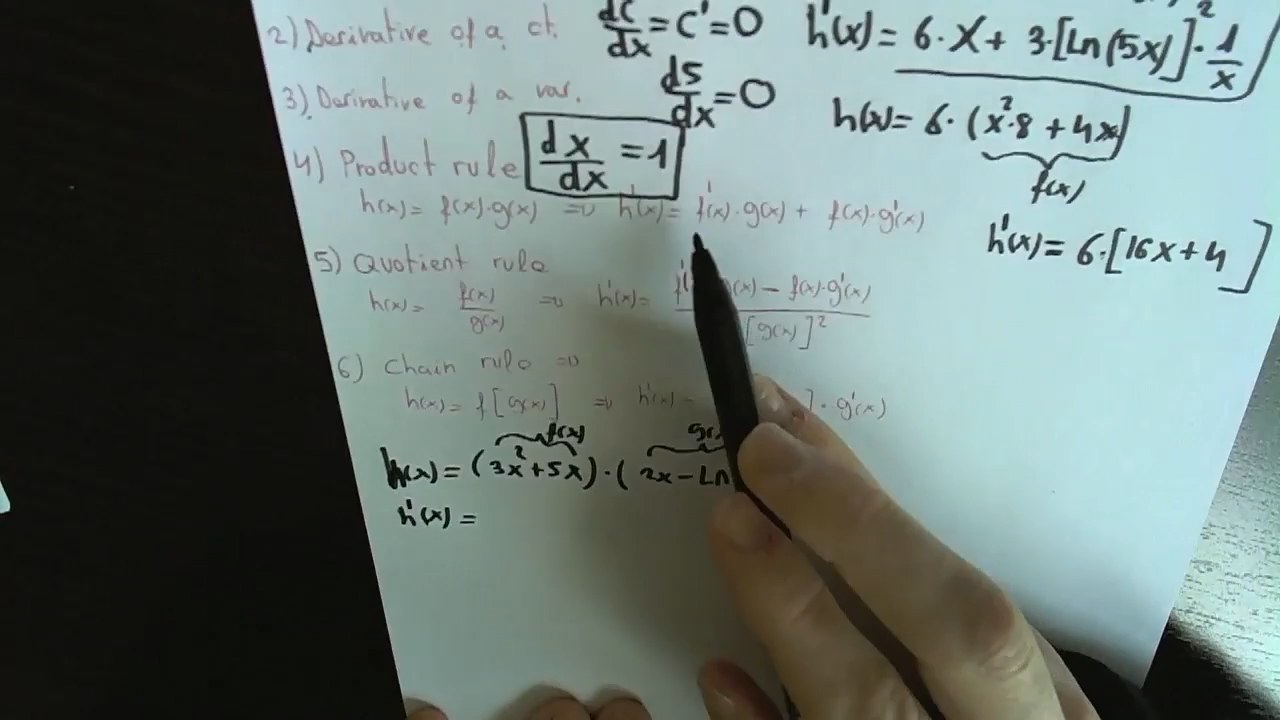 2) Derivative of a ct. dc/dx = c' = 0
3) Derivative of a var. d5/dx = 0
4) Product rule dx/dx = 1
h(x) = f(x)·g(x) => h'(x) = f'(x)·g(x) + f(x)·g'(x)
5) Quotient rule
h(x) = f(x)/g(x) => h'(x) = f'( g(x) − f(x)·g'(x) / [g(x)]²
6) Chain rule =>
h(x) = f[g(x)] => h'(x) = ]·g'(x)
f(x)
h(x) = (3x²+5x)·(2x−Ln
h'(x) =
h'(x) = 6·x + 3·[Ln(5x)]²·1/x
h(x) = 6·(x²·8 + 4x)
f(x)
h'(x) = 6·[16x+4]